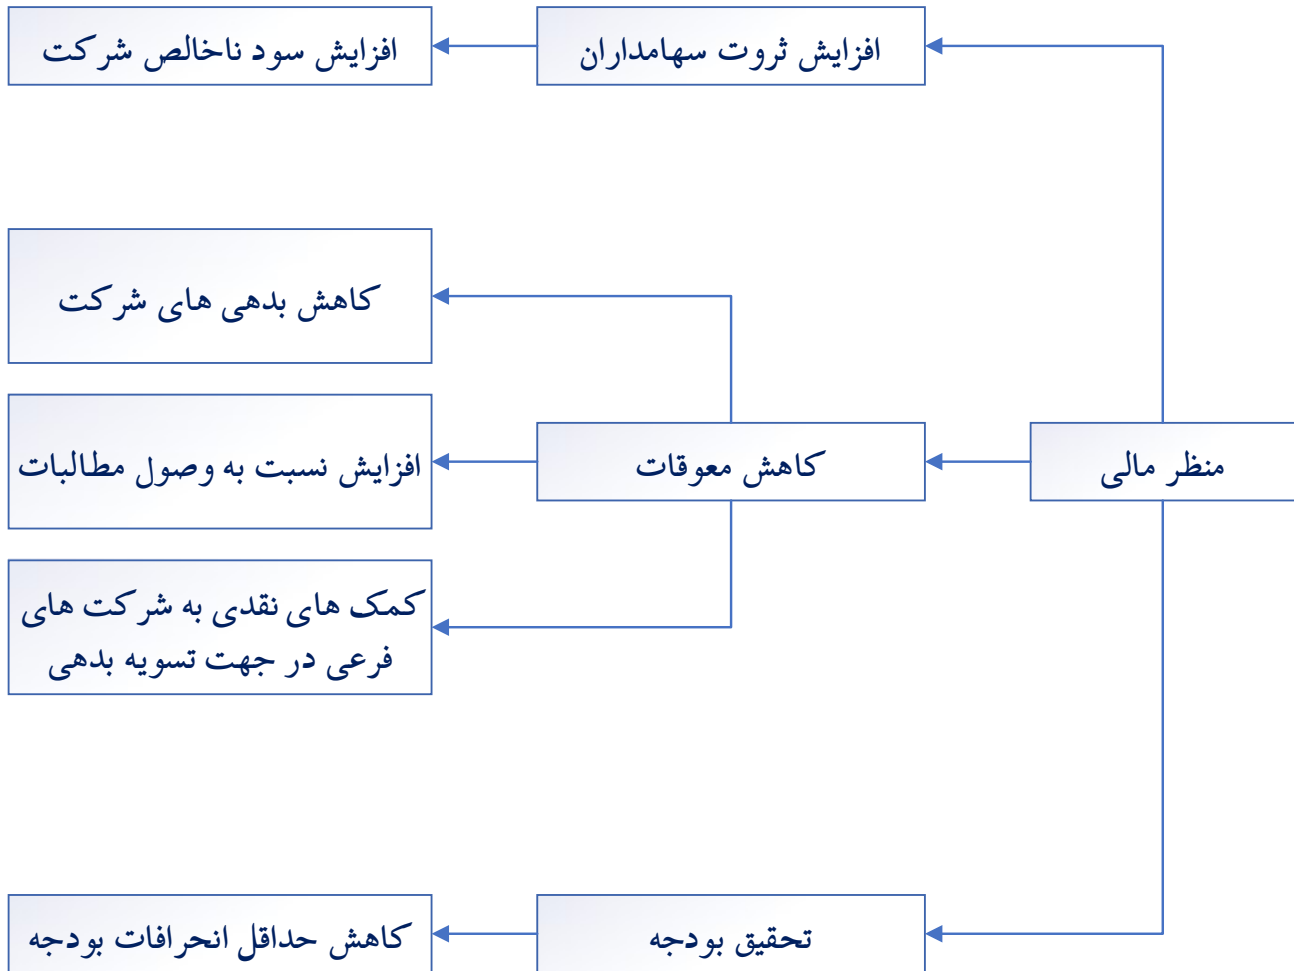 افزایش ثروت سهامداران
افزایش سود ناخالص شرکت
کاهش بدهی های شرکت
منظر مالی
کاهش معوقات
افزایش نسبت به وصول مطالبات
کمک های نقدی به شرکت های
فرعی در جهت تسویه بدهی
تحقیق بودجه
کاهش حداقل انحرافات بودجه